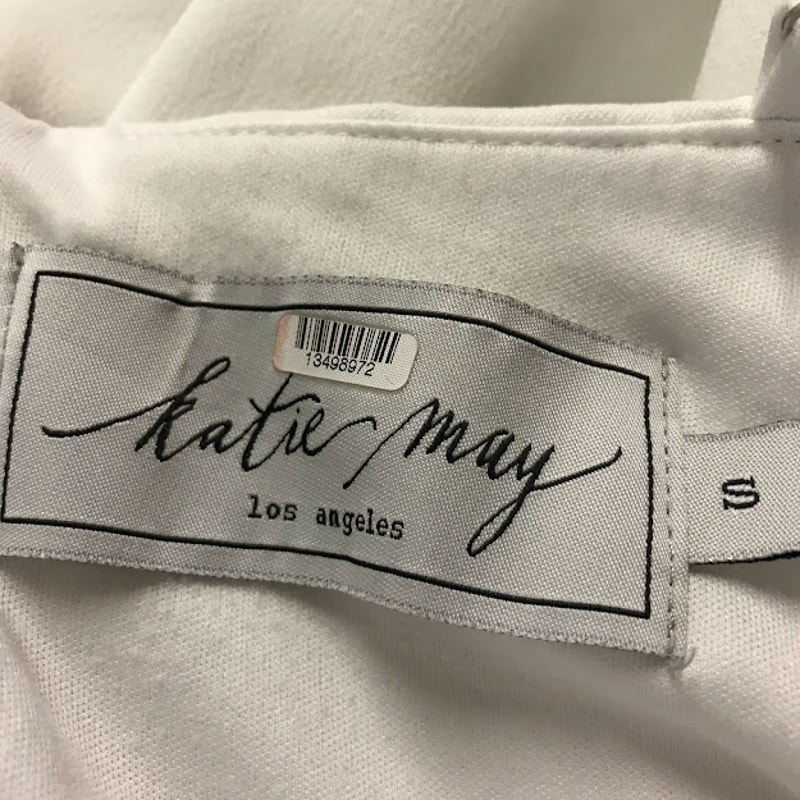 13498972
katie may
los angeles
S